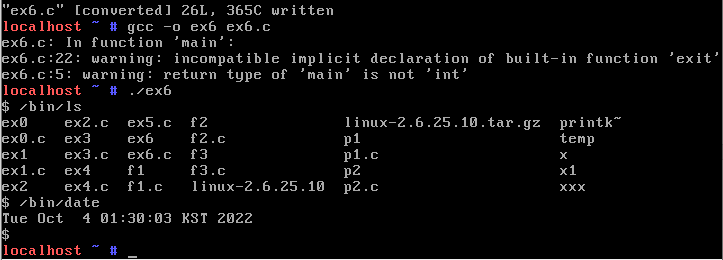 "ex6.c" [converted] 26L, 365C written
localhost ~ # gcc -o ex6 ex6.c
ex6.c: In function 'main':
ex6.c:22: warning: incompatible implicit declaration of built-in function 'exit'
ex6.c:5: warning: return type of 'main' is not 'int'
localhost ~ # ./ex6
$ /bin/ls
ex0 ex2.c ex5.c f2 linux-2.6.25.10.tar.gz printk~
ex0.c ex3 ex6 f2.c p1 temp
ex1 ex3.c ex6.c f3 p1.c x
ex1.c ex4 f1 f3.c p2 x1
ex2 ex4.c f1.c linux-2.6.25.10 p2.c xxx
$ /bin/date
Tue Oct  4 01:30:03 KST 2022
$
localhost ~ # _